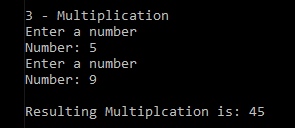 3 - Multiplication
Enter a number
Number: 5
Enter a number
Number: 9
Resulting Multiplcation is: 45